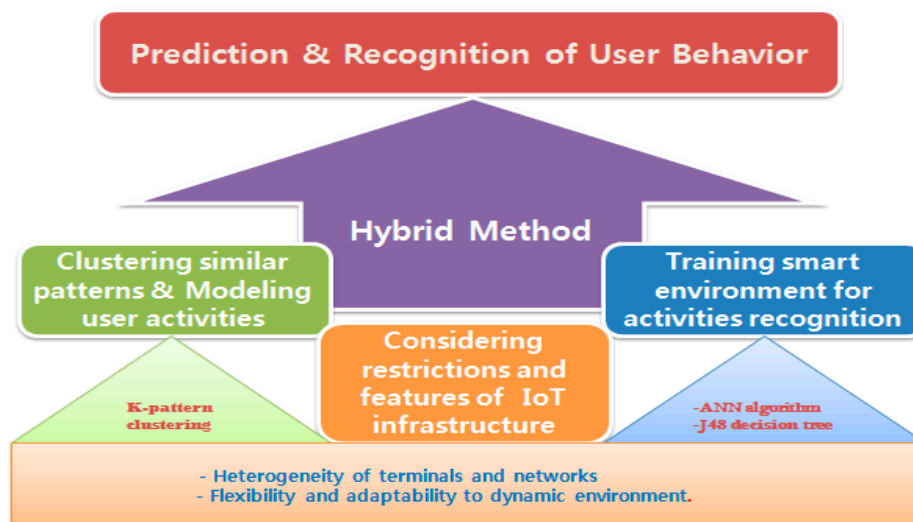 Prediction & Recognition of User Behavior
Hybrid Method
Clustering similar
patterns & Modeling
user activities
Training smart
environment for
activities recognition
Considering
restrictions and
features of IoT
infrastructure
K-pattern
clustering
-ANN algorithm
-J48 decision tree
- Heterogeneity of terminals and networks
- Flexibility and adaptability to dynamic environment.